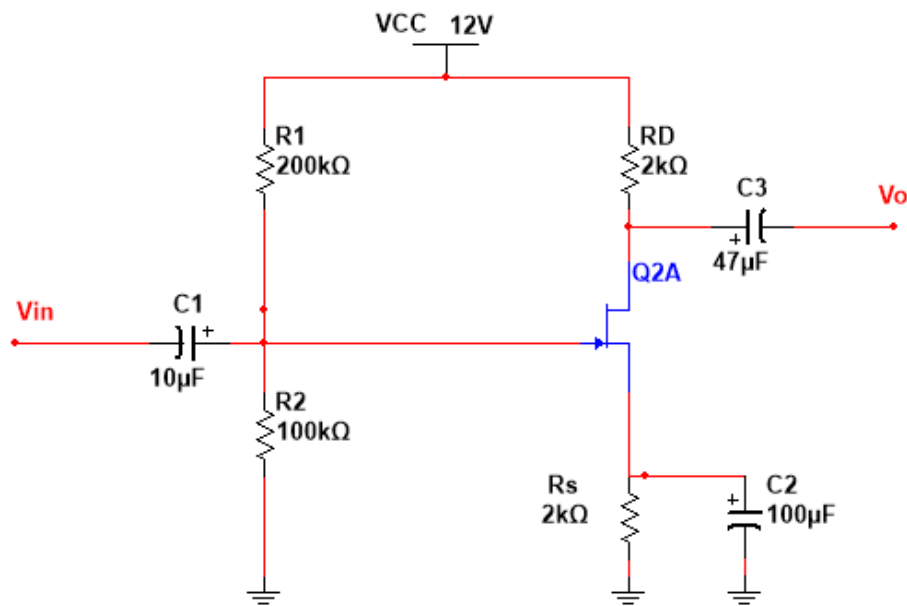 VCC 12V
R1
200kΩ
RD
2kΩ
C3
Vo
+
47µF
Q2A
C1
Vin
+
10µF
R2
100kΩ
Rs
2kΩ
C2
+
100µF